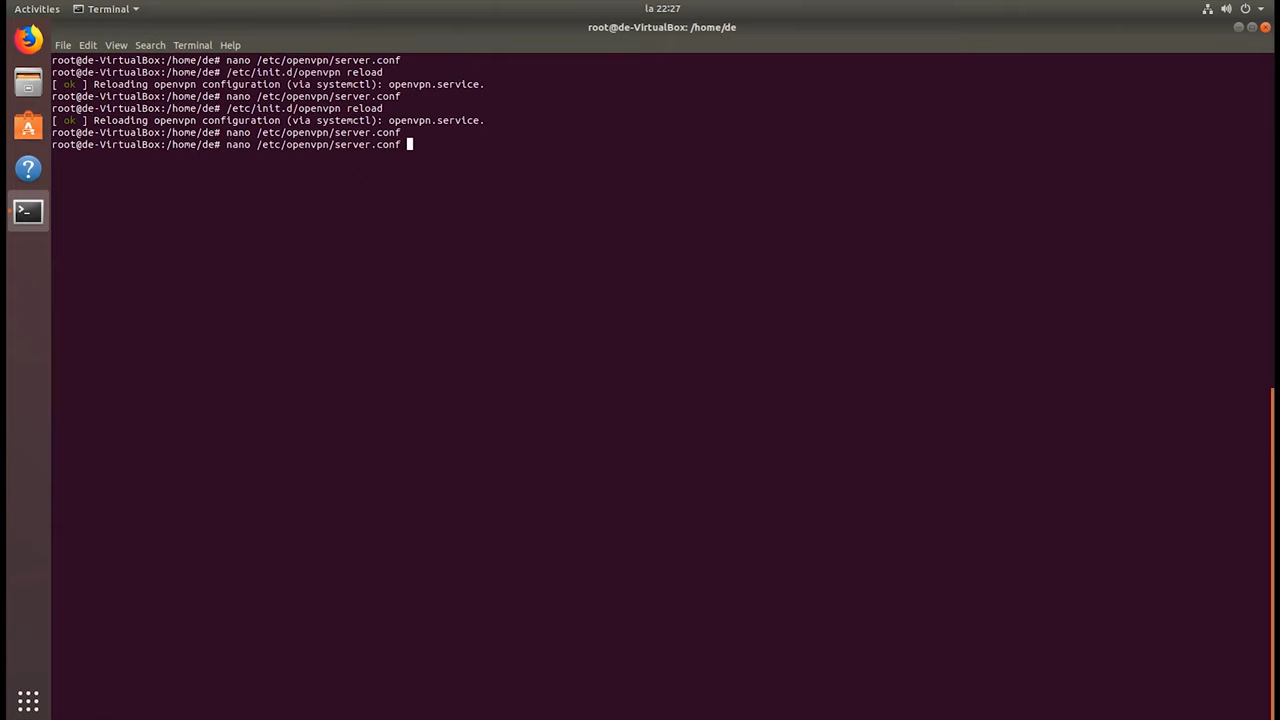 Activities
Terminal
la 22:27
root@de-VirtualBox: /home/de
File Edit View Search Terminal Help
root@de-VirtualBox:/home/de# nano /etc/openvpn/server.conf
root@de-VirtualBox:/home/de# /etc/init.d/openvpn reload
[ ok ] Reloading openvpn configuration (via systemctl): openvpn.service.
root@de-VirtualBox:/home/de# nano /etc/openvpn/server.conf
root@de-VirtualBox:/home/de# /etc/init.d/openvpn reload
[ ok ] Reloading openvpn configuration (via systemctl): openvpn.service.
root@de-VirtualBox:/home/de# nano /etc/openvpn/server.conf
root@de-VirtualBox:/home/de# nano /etc/openvpn/server.conf